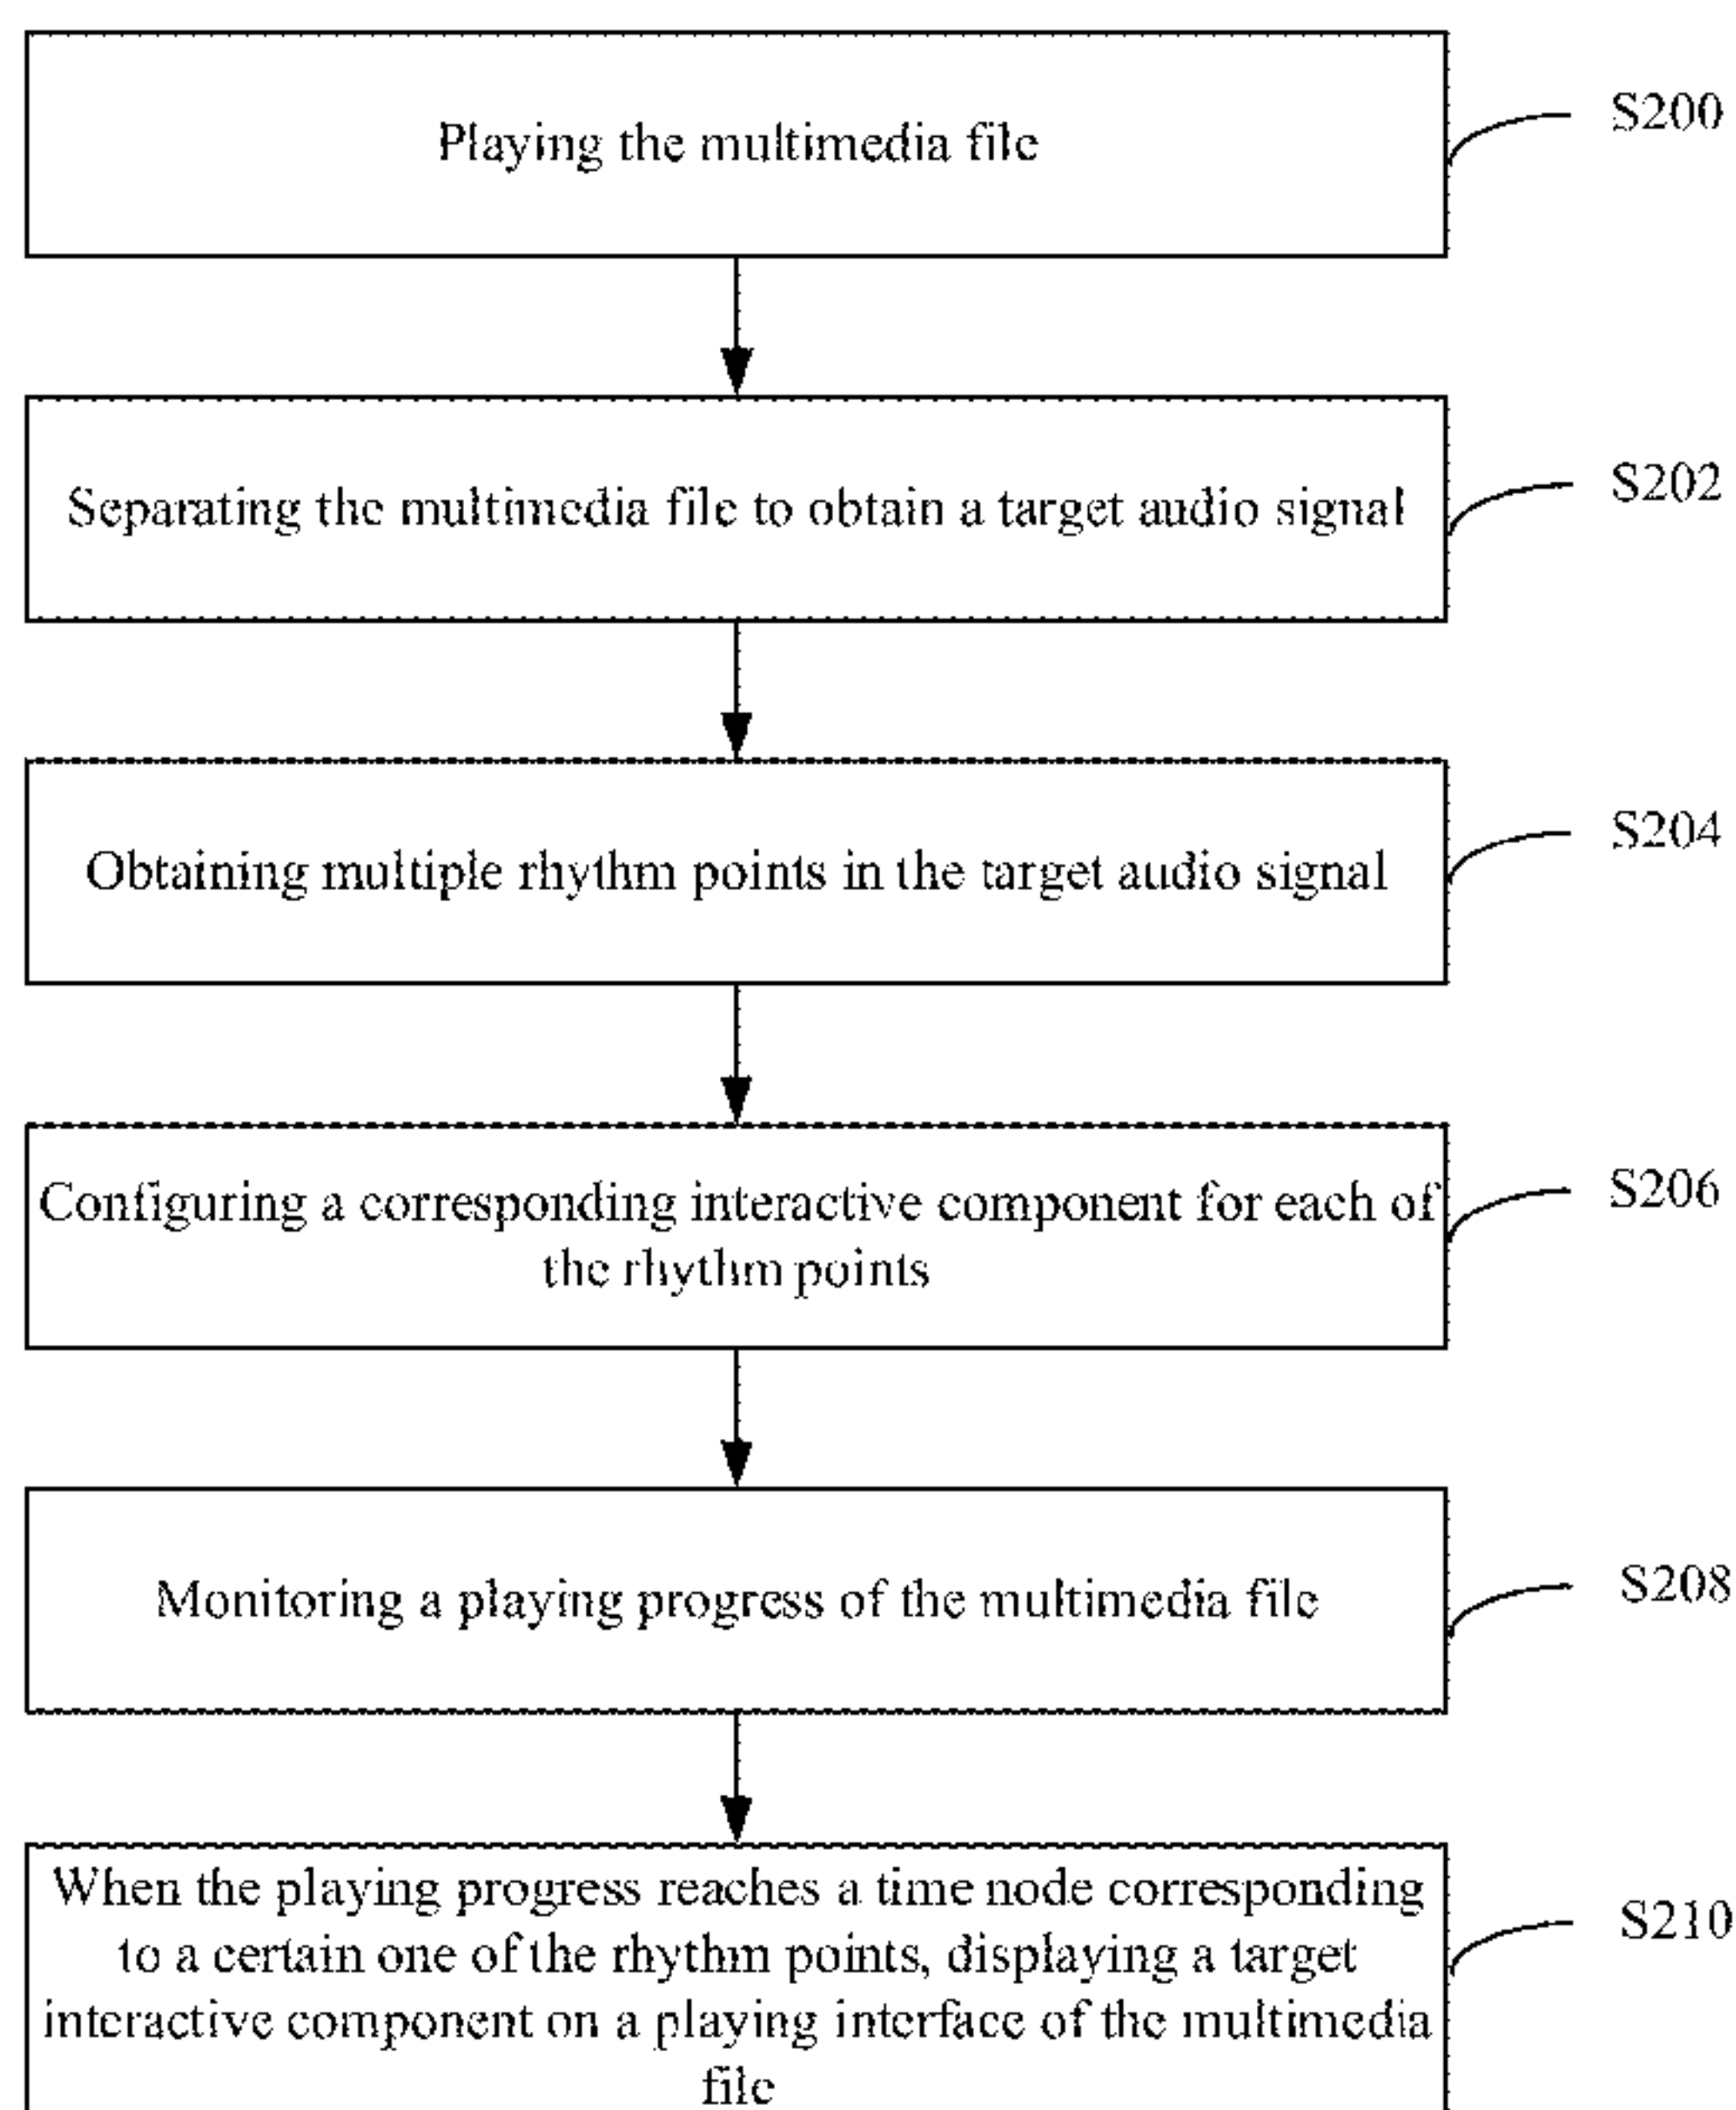 Playing the multimedia file
S200
Separating the multimedia file to obtain a target audio signal
S202
Obtaining multiple rhythm points in the target audio signal
S204
Configuring a corresponding interactive component for each of
the rhythm points
S206
Monitoring a playing progress of the multimedia file
S208
When the playing progress reaches a time node corresponding
to a certain one of the rhythm points, displaying a target
interactive component on a playing interface of the multimedia
file
S210